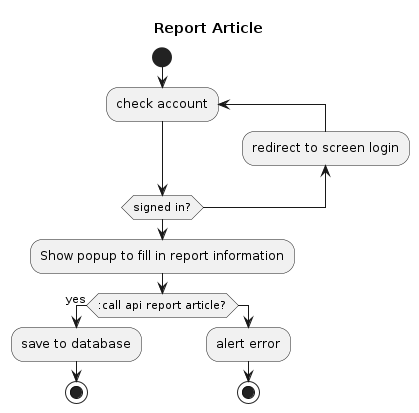 Report Article
check account
redirect to screen login
signed in?
Show popup to fill in report information
yes
:call api report article?
save to database
alert error